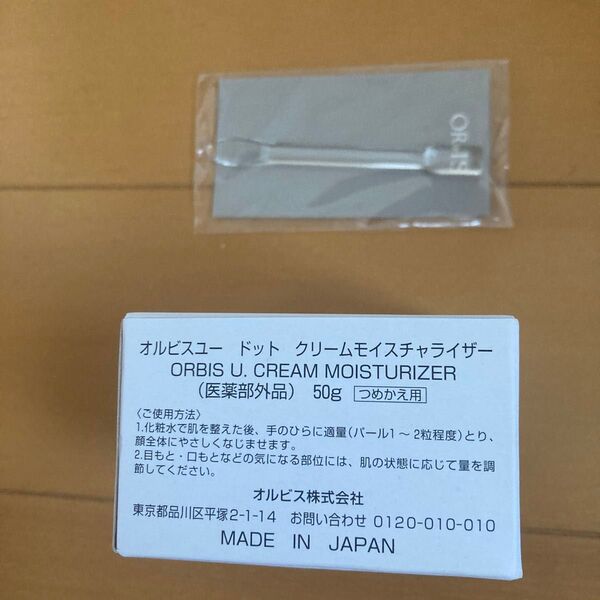 ORBIS
オルビスユー ドット クリームモイスチャライザー
ORBIS U. CREAM MOISTURIZER
(医薬部外品) 50g つめかえ用
〈ご使用方法〉
1.化粧水で肌を整えた後、手のひらに適量(パール1～2粒程度)とり、
顔全体にやさしくなじませます。
2.目もと・口もとなどの気になる部位には、肌の状態に応じて量を調
節してください。
オルビス株式会社
東京都品川区平塚2-1-14 お問い合わせ 0120-010-010
MADE IN JAPAN